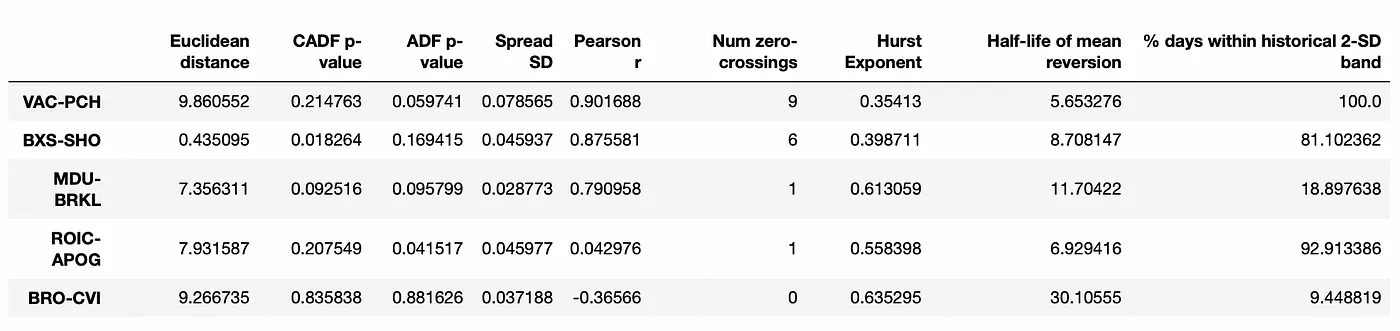 Euclidean distance CADF p-value ADF p-value Spread SD Pearson r Num zero-crossings Hurst Exponent Half-life of mean reversion % days within historical 2-SD band
VAC-PCH 9.860552 0.214763 0.059741 0.078565 0.901688 9 0.35413 5.653276 100.0
BXS-SHO 0.435095 0.018264 0.169415 0.045937 0.875581 6 0.398711 8.708147 81.102362
MDU-BRKL 7.356311 0.092516 0.095799 0.028773 0.790958 1 0.613059 11.70422 18.897638
ROIC-APOG 7.931587 0.207549 0.041517 0.045977 0.042976 1 0.558398 6.929416 92.913386
BRO-CVI 9.266735 0.835838 0.881626 0.037188 -0.36566 0 0.635295 30.10555 9.448819